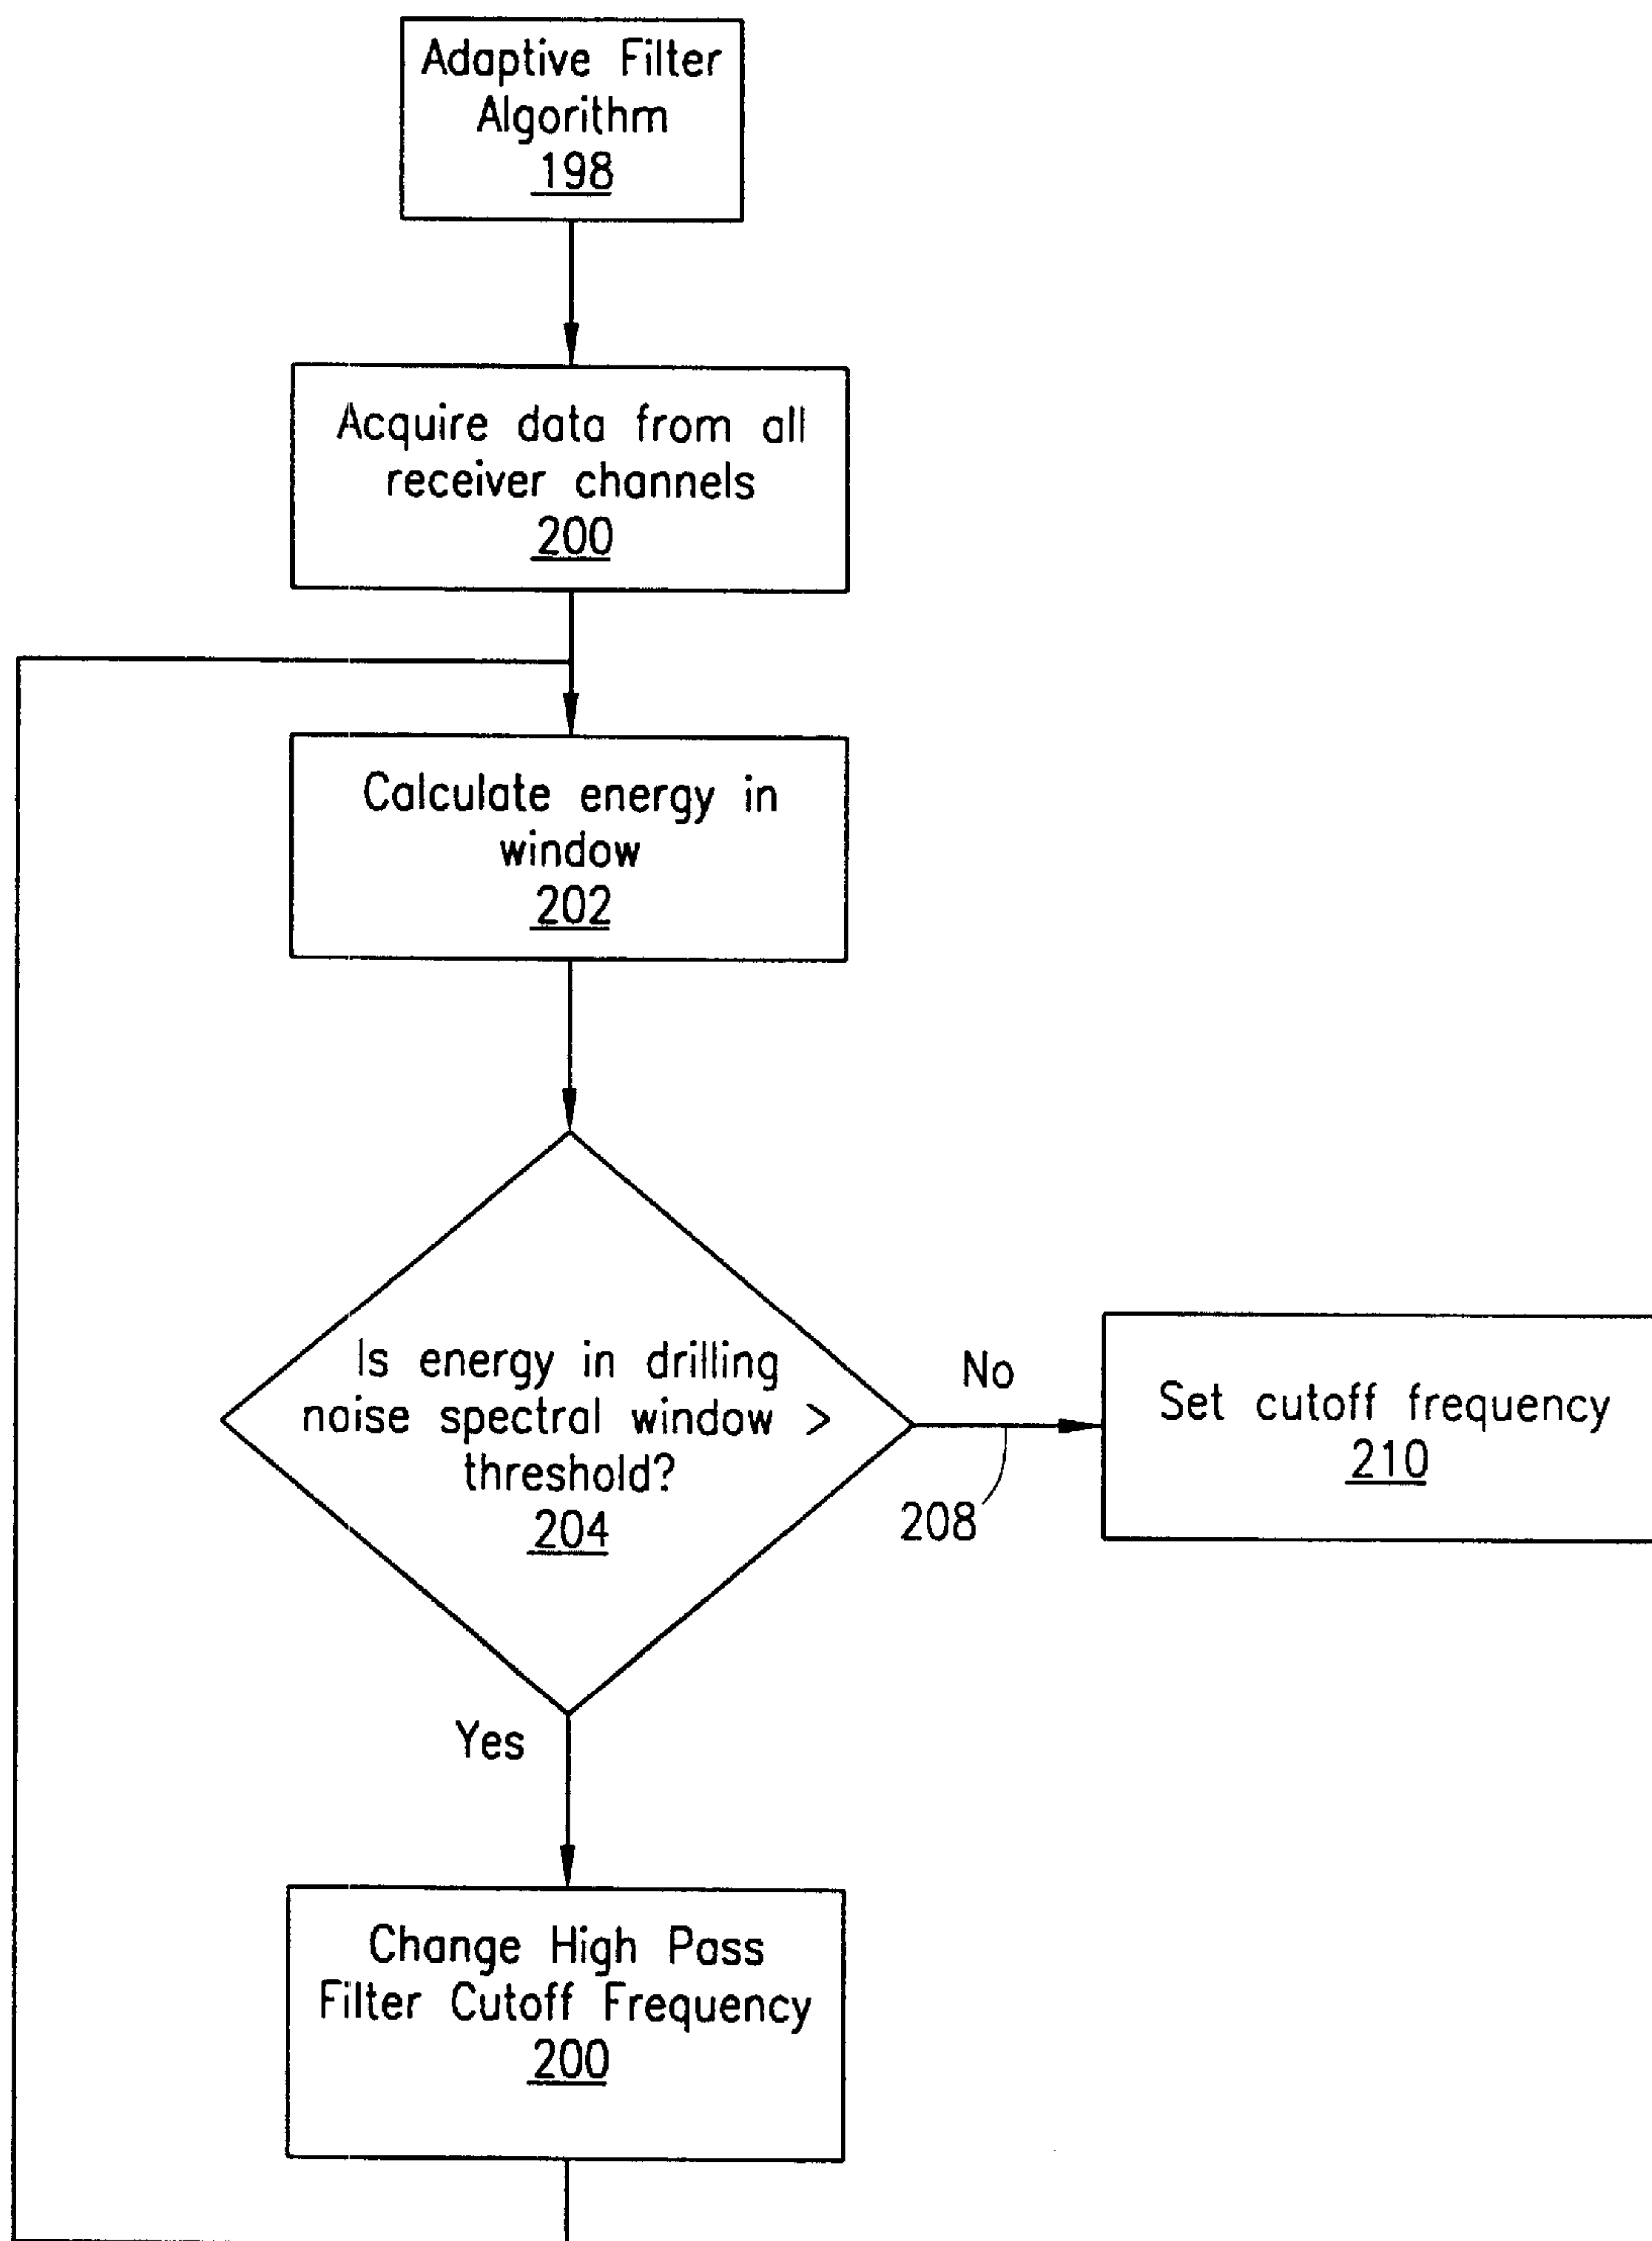 Adaptive Filter
Algorithm
198
Acquire data from all
receiver channels
200
Calculate energy in
window
202
Is energy in drilling
noise spectral window >
threshold?
204
No
208
Set cutoff frequency
210
Yes
Change High Pass
Filter Cutoff Frequency
200